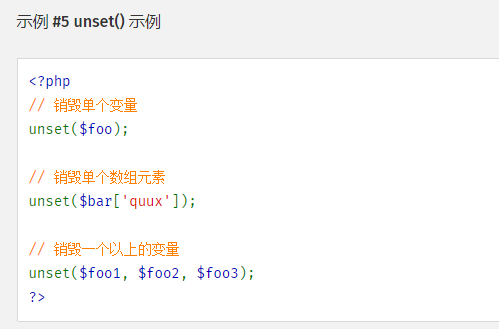 示例 #5 unset() 示例
<?php
// 销毁单个变量
unset($foo);
// 销毁单个数组元素
unset($bar['quux']);
// 销毁一个以上的变量
unset($foo1, $foo2, $foo3);
?>